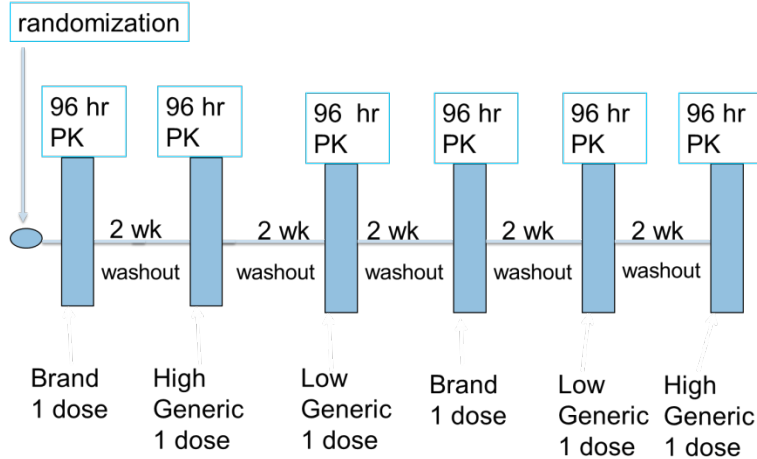 randomization
96 hr
PK
96 hr
PK
96 hr
PK
96 hr
PK
96 hr
PK
96 hr
PK
2 wk
washout
2 wk
washout
2 wk
washout
2 wk
washout
2 wk
washout
Brand
1 dose
High
Generic
1 dose
Low
Generic
1 dose
Brand
1 dose
Low
Generic
1 dose
High
Generic
1 dose